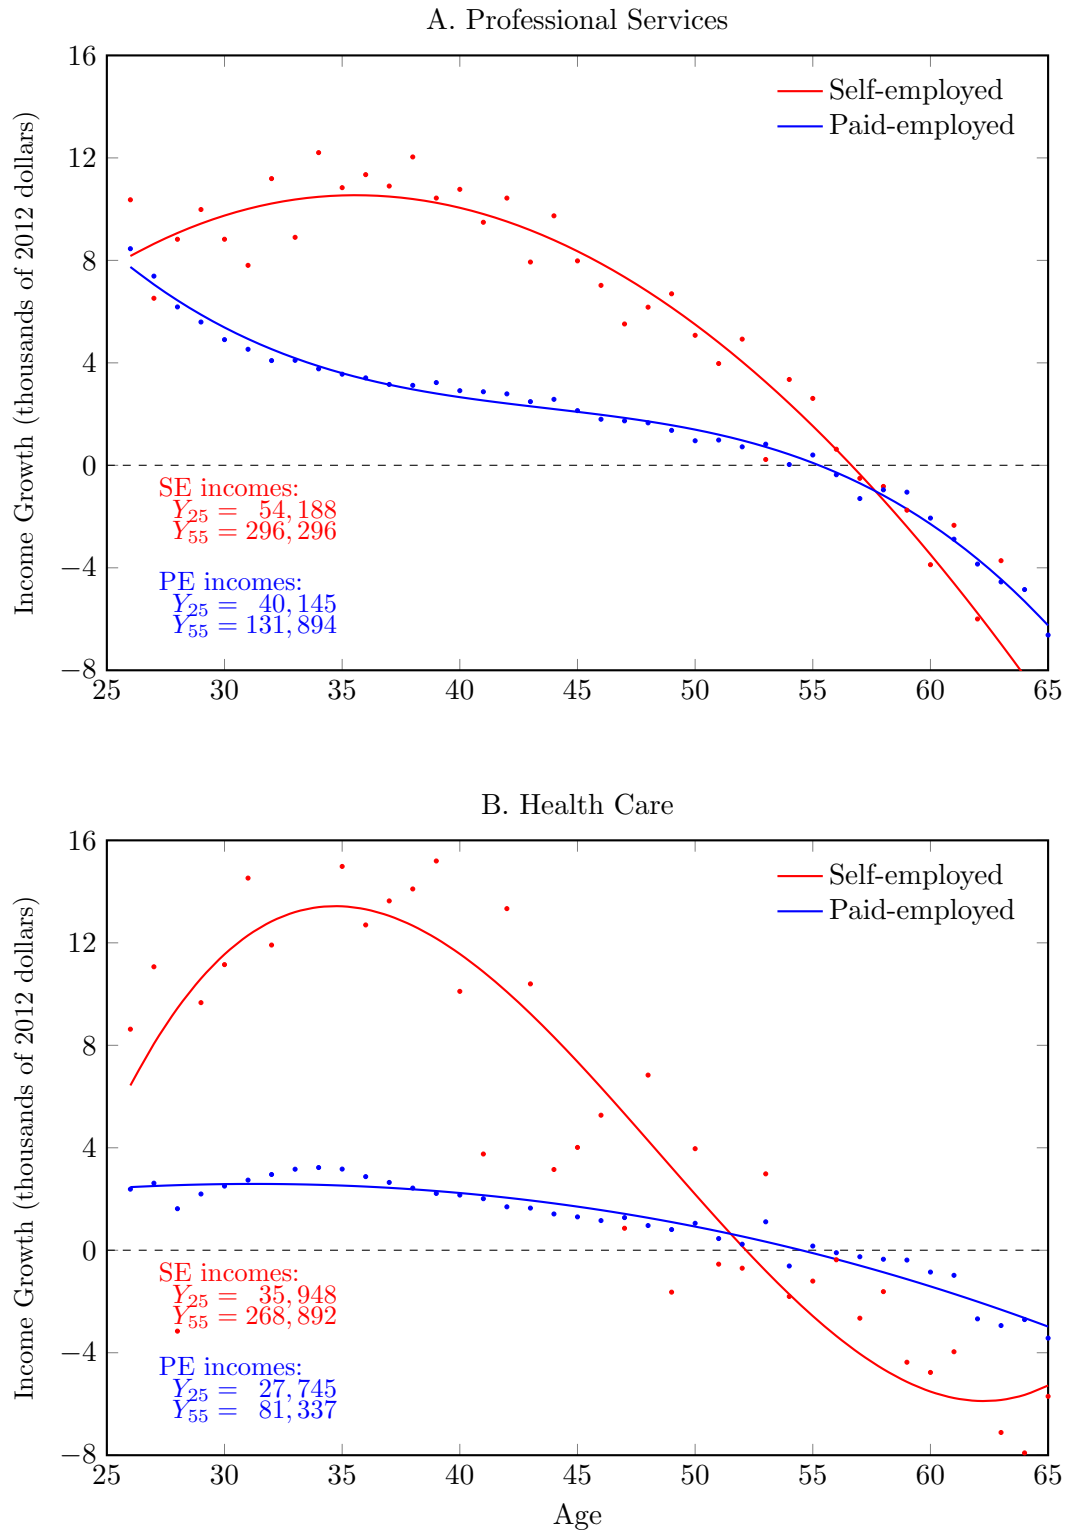 A. Professional Services
16
12
8
4
0
−4
−8
Income Growth (thousands of 2012 dollars)
Self-employed
Paid-employed
SE incomes:
Y25 = 54,188
Y55 = 296,296
PE incomes:
Y25 = 40,145
Y55 = 131,894
25 30 35 40 45 50 55 60 65
B. Health Care
16
12
8
4
0
−4
−8
Income Growth (thousands of 2012 dollars)
Self-employed
Paid-employed
SE incomes:
Y25 = 35,948
Y55 = 268,892
PE incomes:
Y25 = 27,745
Y55 = 81,337
25 30 35 40 45 50 55 60 65
Age